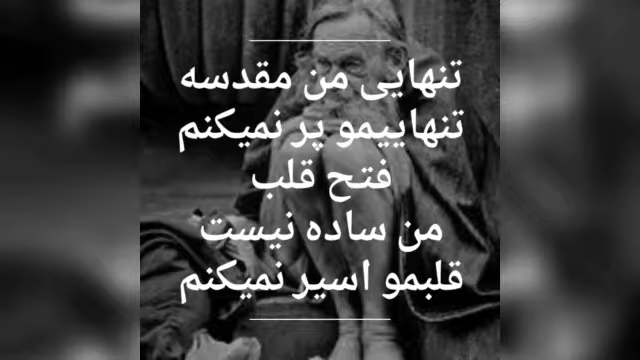 تنهایی من مقدسه
تنهاییمو پر نمیکنم
فتح قلب
من ساده نیست
قلبمو اسیر نمیکنم